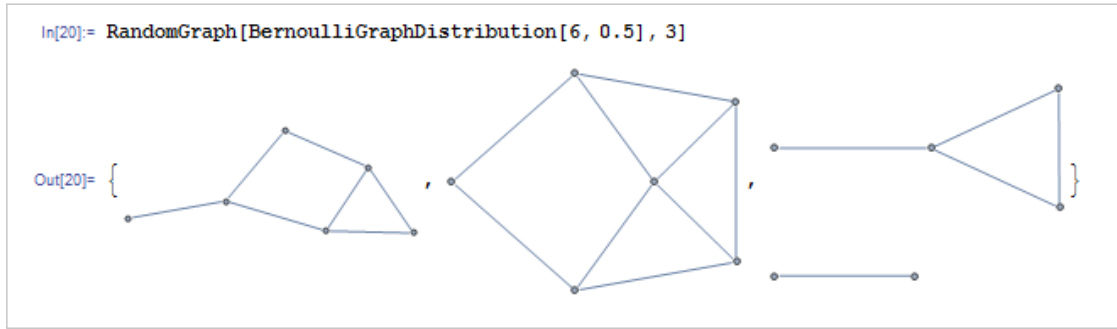 In[20]:= RandomGraph[BernoulliGraphDistribution[6, 0.5], 3]
Out[20]= { , , }